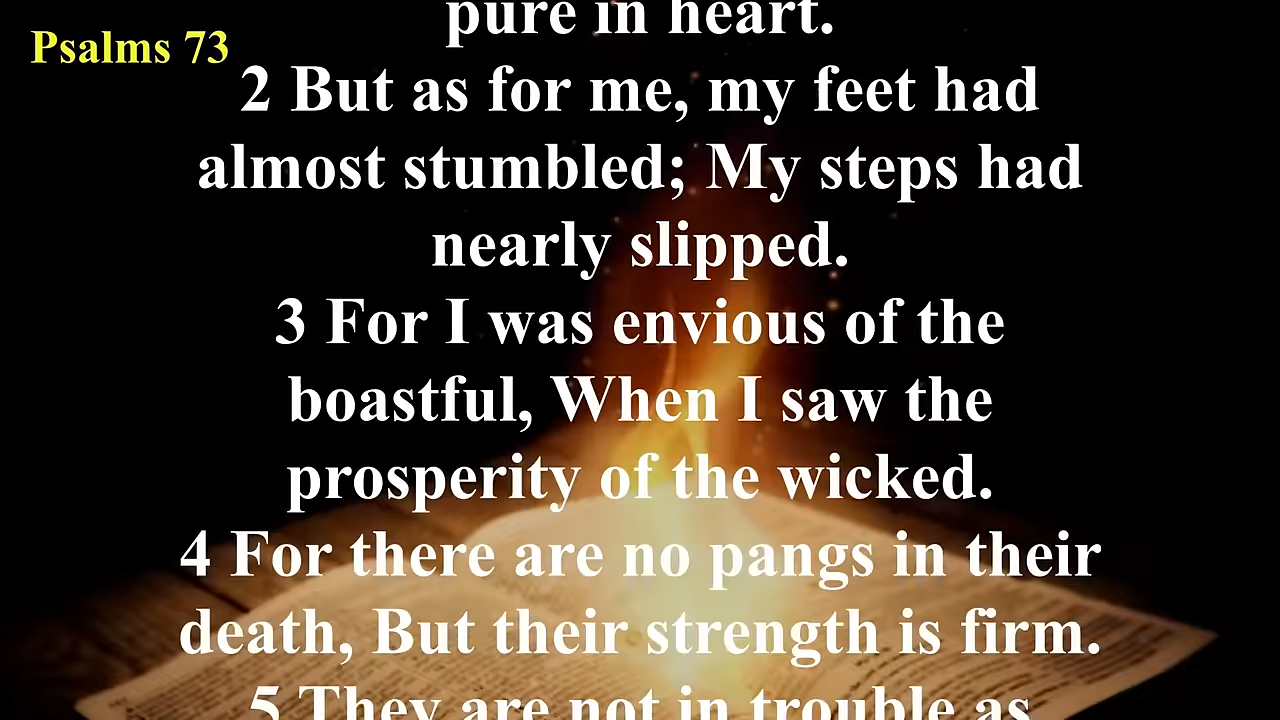 pure in heart.
Psalms 73
2 But as for me, my feet had
almost stumbled; My steps had
nearly slipped.
3 For I was envious of the
boastful, When I saw the
prosperity of the wicked.
4 For there are no pangs in their
death, But their strength is firm.
5 They are not in trouble as